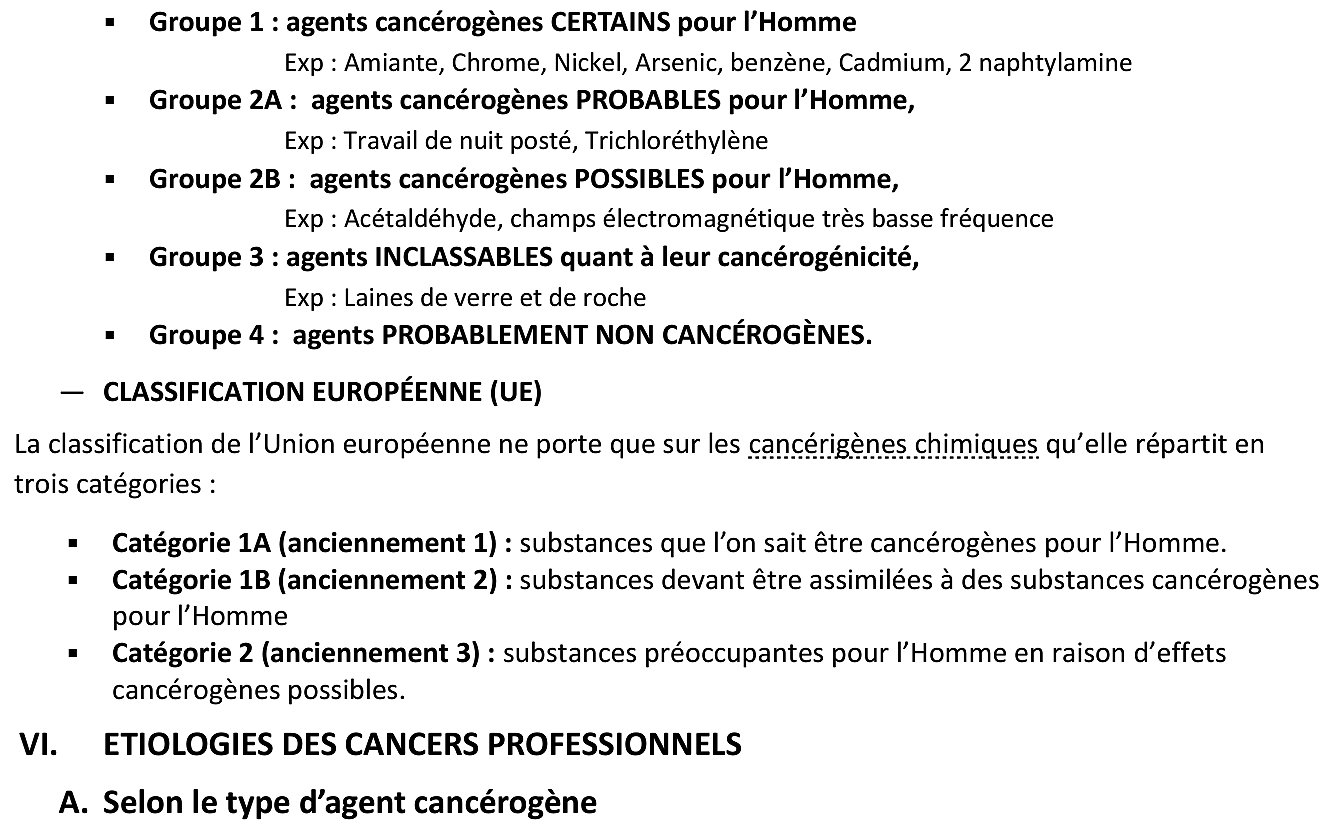 ▪ Groupe 1 : agents cancérogènes CERTAINS pour l’Homme
Exp : Amiante, Chrome, Nickel, Arsenic, benzène, Cadmium, 2 naphtylamine
▪ Groupe 2A : agents cancérogènes PROBABLES pour l’Homme,
Exp : Travail de nuit posté, Trichloréthylène
▪ Groupe 2B : agents cancérogènes POSSIBLES pour l’Homme,
Exp : Acétaldéhyde, champs électromagnétique très basse fréquence
▪ Groupe 3 : agents INCLASSABLES quant à leur cancérogénicité,
Exp : Laines de verre et de roche
▪ Groupe 4 : agents PROBABLEMENT NON CANCÉROGÈNES.
— CLASSIFICATION EUROPÉENNE (UE)
La classification de l’Union européenne ne porte que sur les cancérigènes chimiques qu’elle répartit en
trois catégories :
▪ Catégorie 1A (anciennement 1) : substances que l’on sait être cancérogènes pour l’Homme.
▪ Catégorie 1B (anciennement 2) : substances devant être assimilées à des substances cancérogènes
pour l’Homme
▪ Catégorie 2 (anciennement 3) : substances préoccupantes pour l’Homme en raison d’effets
cancérogènes possibles.
VI. ETIOLOGIES DES CANCERS PROFESSIONNELS
A. Selon le type d’agent cancérogène